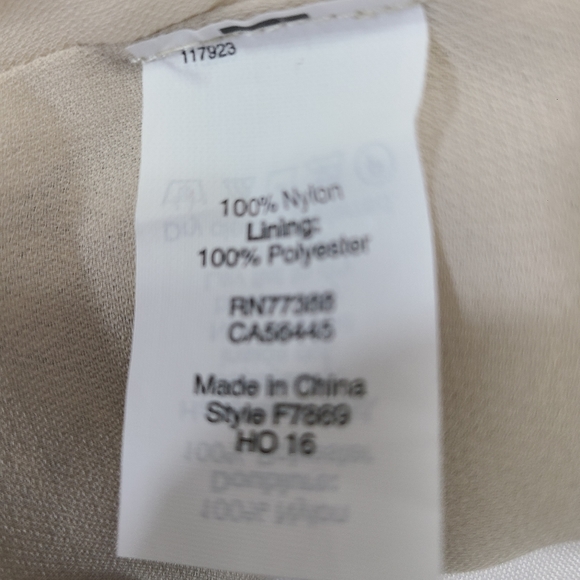 117923
100% Nylon
Lining:
100% Polyester
RN77388
CA56445
Made in China
Style F7869
HO 16